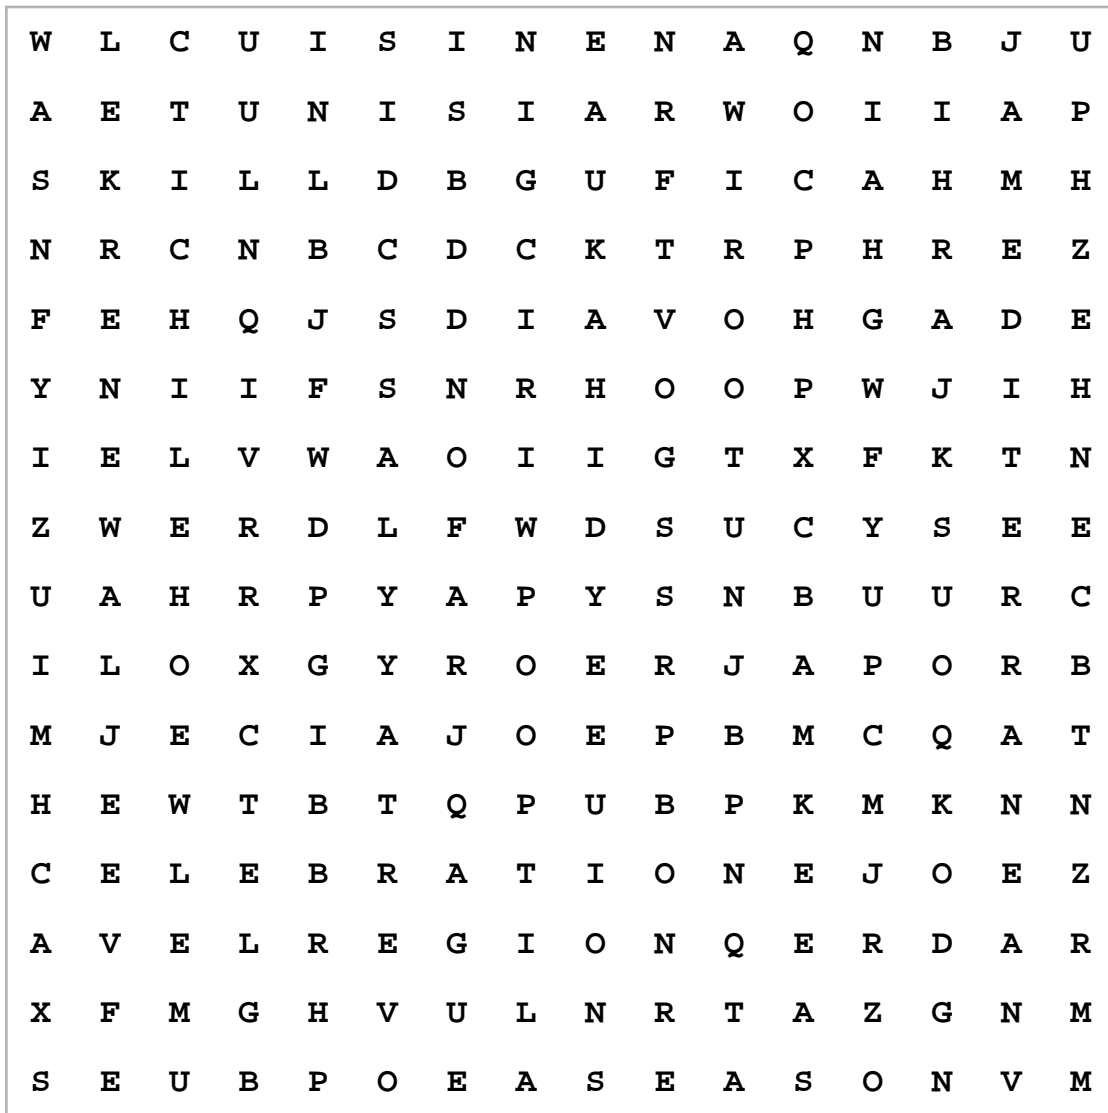 W L C U I S I N E N A Q N B J U
A E T U N I S I A R W O I I A P
S K I L L D B G U F I C A H M H
N R C N B C D C K T R P H R E Z
F E H Q J S D I A V O H G A D E
Y N I I F S N R H O O P W J I H
I E L V W A O I I G T X F K T N
Z W E R D L F W D S U C Y S E E
U A H R P Y A P Y S N B U U R C
I L O X G Y R O E R J A P O R B
M J E C I A J O E P B M C Q A T
H E W T B T Q P U B P K M K N N
C E L E B R A T I O N E J O E Z
A V E L R E G I O N Q E R D A R
X F M G H V U L N R T A Z G N M
S E U B P O E A S E A S O N V M